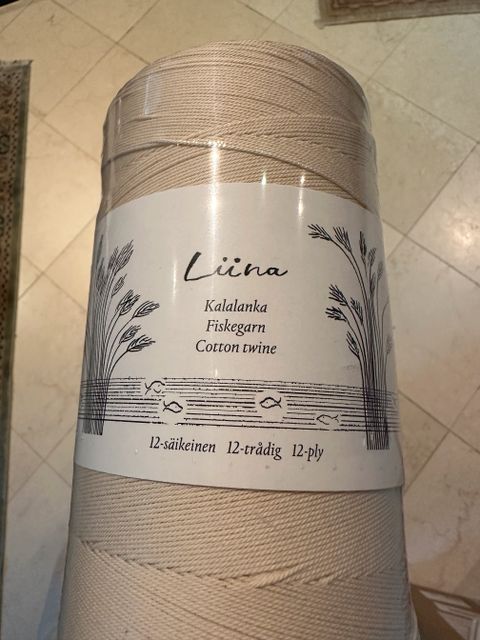 Liina
Kalalanka
Fiskegarn
Cotton twine
12-säikeinen 12-trådig 12-ply